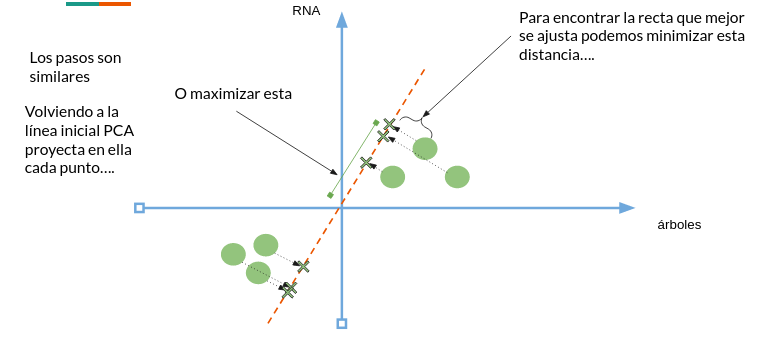 RNA
Para encontrar la recta que mejor
se ajusta podemos minimizar esta
distancia....
Los pasos son
similares
O maximizar esta
Volviendo a la
línea inicial PCA
proyecta en ella
cada punto....
árboles